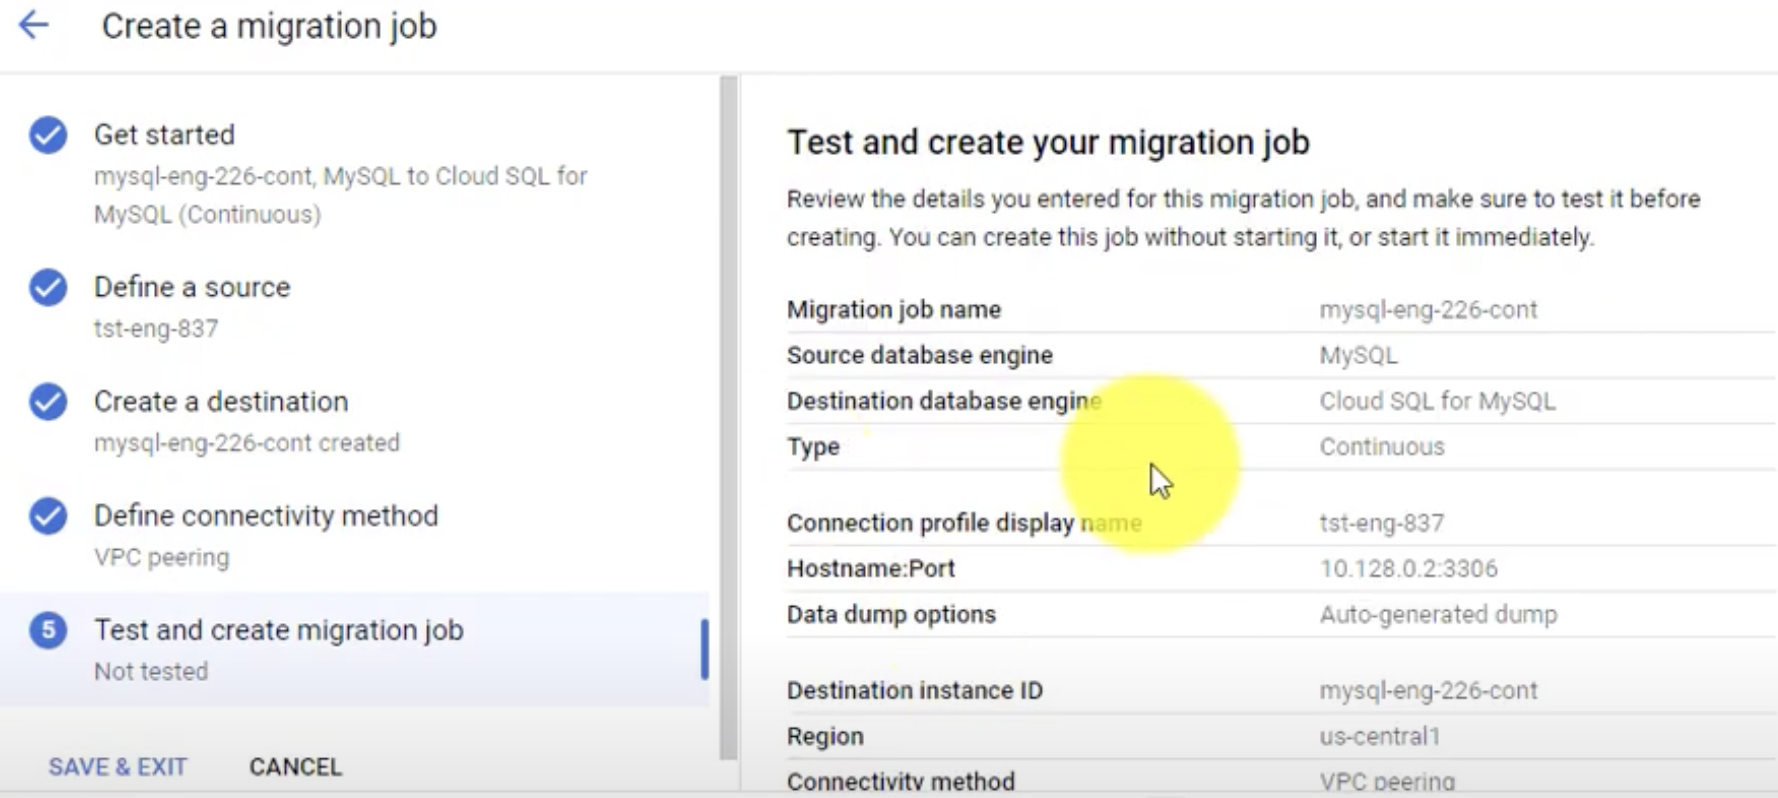 Create a migration job
Get started
mysql-eng-226-cont, MySQL to Cloud SQL for
MySQL (Continuous)
Define a source
tst-eng-837
Create a destination
mysql-eng-226-cont created
Define connectivity method
VPC peering
5 Test and create migration job
Not tested
SAVE & EXIT CANCEL
Test and create your migration job
Review the details you entered for this migration job, and make sure to test it before
creating. You can create this job without starting it, or start it immediately.
Migration job name mysql-eng-226-cont
Source database engine MySQL
Destination database engine Cloud SQL for MySQL
Type Continuous
Connection profile display name tst-eng-837
Hostname:Port 10.128.0.2:3306
Data dump options Auto-generated dump
Destination instance ID mysql-eng-226-cont
Region us-central1
Connectivity method VPC peering